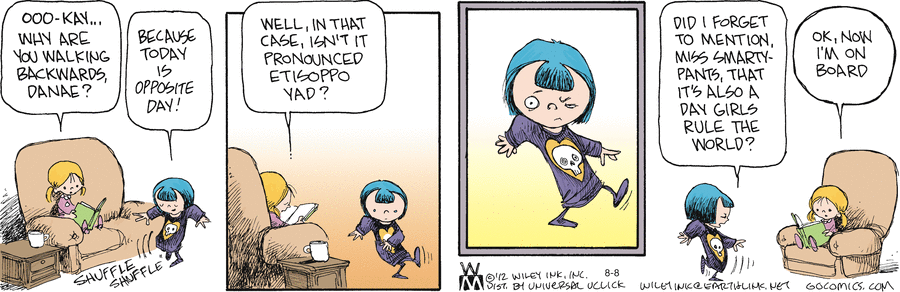 OOO-KAY...
WHY ARE
YOU WALKING
BACKWARDS,
DANAE?
BECAUSE
TODAY
IS
OPPOSITE
DAY!
SHUFFLE
SHUFFLE
WELL, IN THAT
CASE, ISN'T IT
PRONOUNCED
ETISOPPO
YAD?
DID I FORGET
TO MENTION,
MISS SMARTY-
PANTS, THAT
IT'S ALSO A
DAY GIRLS
RULE THE
WORLD?
OK, NOW
I'M ON
BOARD
©'12 WILEY INK, INC. 8-8
DIST. BY UNIVERSAL UCLICK WILEYINK@EARTHLINK.NET GOCOMICS.COM